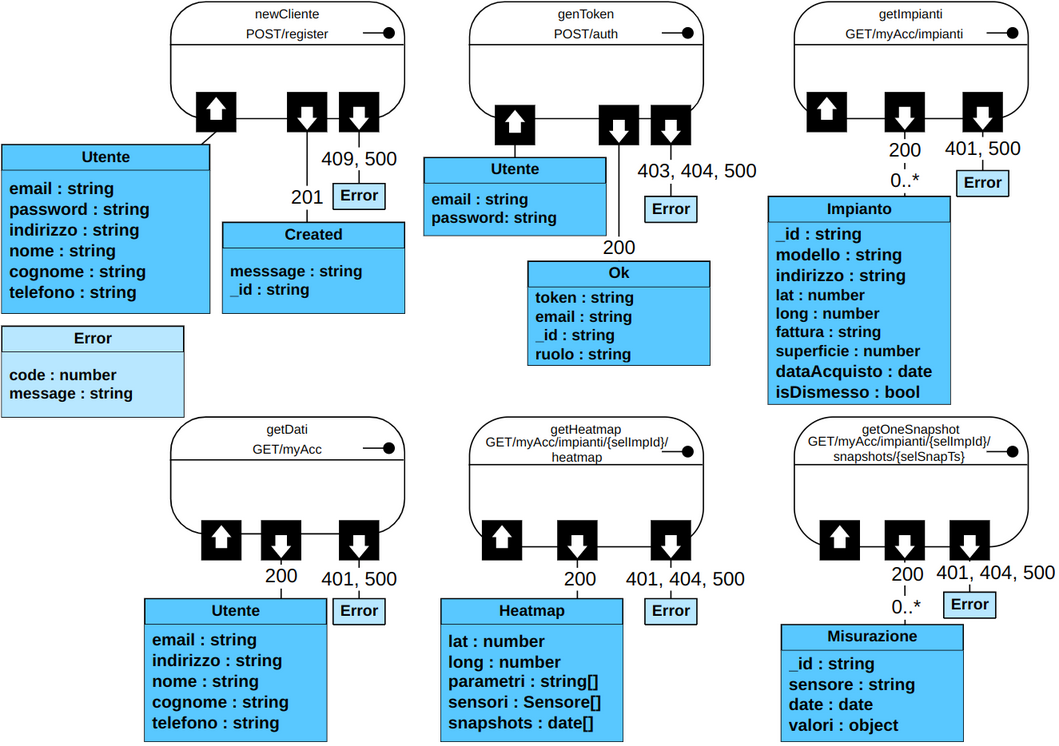 newCliente
POST/register
409, 500
201
Error
Utente
email : string
password : string
indirizzo : string
nome : string
cognome : string
telefono : string
Created
messsage : string
_id : string
genToken
POST/auth
403, 404, 500
Error
200
Utente
email : string
password: string
Ok
token : string
email : string
_id : string
ruolo : string
getImpianti
GET/myAcc/impianti
200
0..*
401, 500
Error
Impianto
_id : string
modello : string
indirizzo : string
lat : number
long : number
fattura : string
superficie : number
dataAcquisto : date
isDismesso : bool
Error
code : number
message : string
getDati
GET/myAcc
200
401, 500
Error
Utente
email : string
indirizzo : string
nome : string
cognome : string
telefono : string
getHeatmap
GET/myAcc/impianti/{selImpId}/
heatmap
200
401, 404, 500
Error
Heatmap
lat : number
long : number
parametri : string[]
sensori : Sensore[]
snapshots : date[]
getOneSnapshot
GET/myAcc/impianti/{selImpId}/
snapshots/{selSnapTs}
200
0..*
401, 404, 500
Error
Misurazione
_id : string
sensore : string
date : date
valori : object